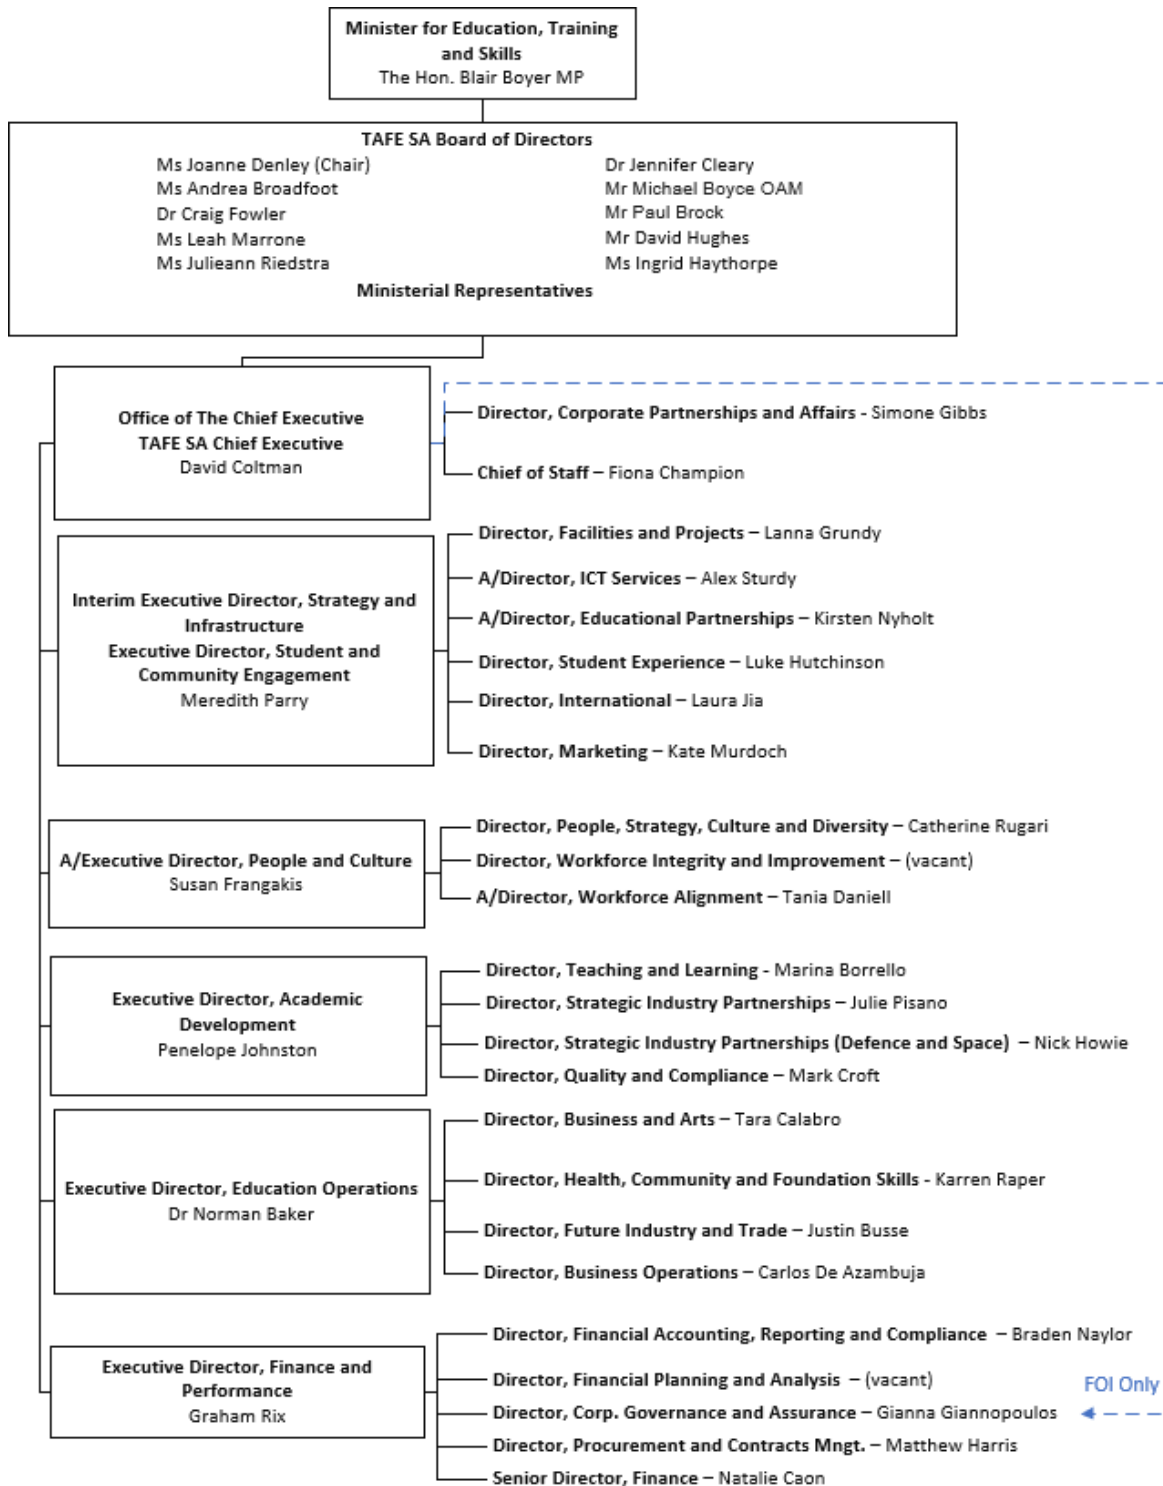 Minister for Education, Training
and Skills
The Hon. Blair Boyer MP
TAFE SA Board of Directors
Ms Joanne Denley (Chair)
Ms Andrea Broadfoot
Dr Craig Fowler
Ms Leah Marrone
Ms Julieann Riedstra
Dr Jennifer Cleary
Mr Michael Boyce OAM
Mr Paul Brock
Mr David Hughes
Ms Ingrid Haythorpe
Ministerial Representatives
Office of The Chief Executive
TAFE SA Chief Executive
David Coltman
Director, Corporate Partnerships and Affairs - Simone Gibbs
Chief of Staff – Fiona Champion
Interim Executive Director, Strategy and
Infrastructure
Executive Director, Student and
Community Engagement
Meredith Parry
Director, Facilities and Projects – Lanna Grundy
A/Director, ICT Services – Alex Sturdy
A/Director, Educational Partnerships – Kirsten Nyholt
Director, Student Experience – Luke Hutchinson
Director, International – Laura Jia
Director, Marketing – Kate Murdoch
A/Executive Director, People and Culture
Susan Frangakis
Director, People, Strategy, Culture and Diversity – Catherine Rugari
Director, Workforce Integrity and Improvement – (vacant)
A/Director, Workforce Alignment – Tania Daniell
Executive Director, Academic
Development
Penelope Johnston
Director, Teaching and Learning - Marina Borrello
Director, Strategic Industry Partnerships – Julie Pisano
Director, Strategic Industry Partnerships (Defence and Space) – Nick Howie
Director, Quality and Compliance – Mark Croft
Executive Director, Education Operations
Dr Norman Baker
Director, Business and Arts – Tara Calabro
Director, Health, Community and Foundation Skills - Karren Raper
Director, Future Industry and Trade – Justin Busse
Director, Business Operations – Carlos De Azambuja
Executive Director, Finance and
Performance
Graham Rix
Director, Financial Accounting, Reporting and Compliance – Braden Naylor
Director, Financial Planning and Analysis – (vacant)
FOI Only
Director, Corp. Governance and Assurance – Gianna Giannopoulos
Director, Procurement and Contracts Mngt. – Matthew Harris
Senior Director, Finance – Natalie Caon